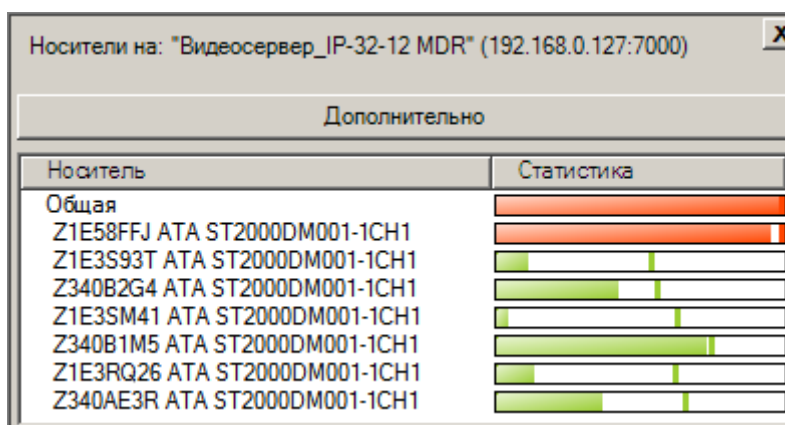 Носители на: "Видеосервер_IP-32-12 MDR" (192.168.0.127:7000)
X
Дополнительно
Носитель Статистика
Общая
Z1E58FFJ ATA ST2000DM001-1CH1
Z1E3S93T ATA ST2000DM001-1CH1
Z340B2G4 ATA ST2000DM001-1CH1
Z1E3SM41 ATA ST2000DM001-1CH1
Z340B1M5 ATA ST2000DM001-1CH1
Z1E3RQ26 ATA ST2000DM001-1CH1
Z340AE3R ATA ST2000DM001-1CH1